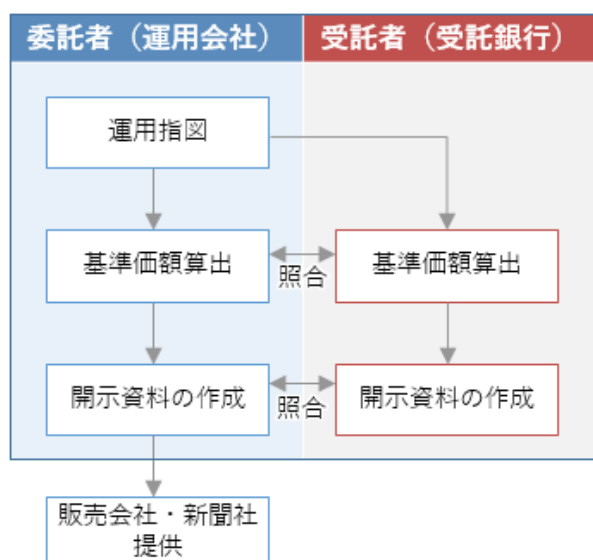 委託者（運用会社）
受託者（受託銀行）
運用指図
基準価額算出
照合
基準価額算出
開示資料の作成
照合
開示資料の作成
販売会社・新聞社
提供